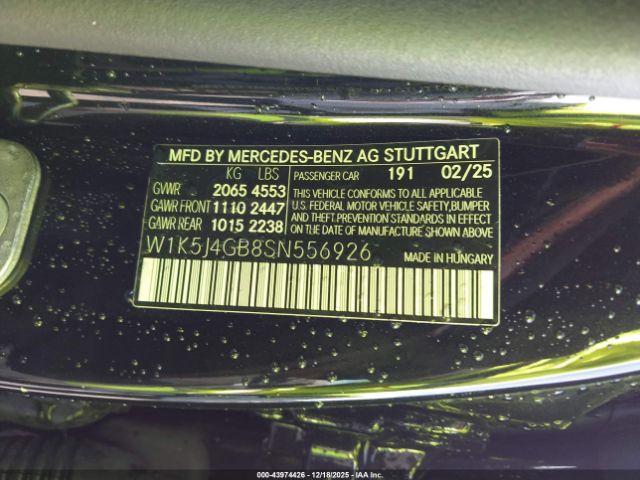 MFD BY MERCEDES-BENZ AG STUTTGART
KG LBS
GVWR 2065 4553
GAWR FRONT 1110 2447
GAWR REAR 1015 2238
PASSENGER CAR 191 02/25
THIS VEHICLE CONFORMS TO ALL APPLICABLE
U.S. FEDERAL MOTOR VEHICLE SAFETY, BUMPER
AND THEFT PREVENTION STANDARDS IN EFFECT
ON THE DATE OF MANUFACTURE SHOWN ABOVE.
W1K5J4GB8SN556926 MADE IN HUNGARY
000-43974426 - 12/18/2025 - IAA, Inc.